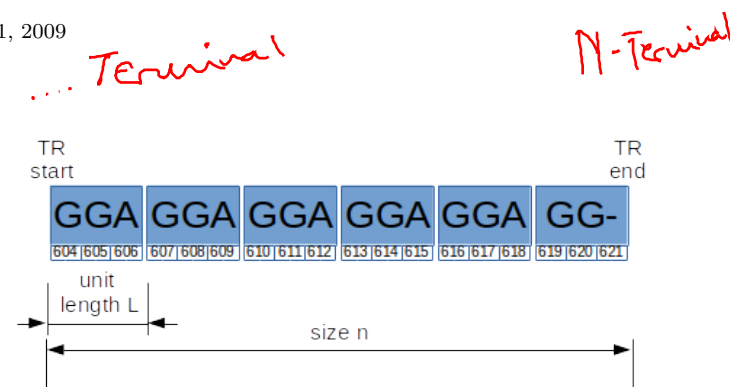 1, 2009
.... Terminal
N-Terminal
TR start
TR end
GGA GGA GGA GGA GGA GG-
604 605 606 607 608 609 610 611 612 613 614 615 616 617 618 619 620 621
unit
length L
size n